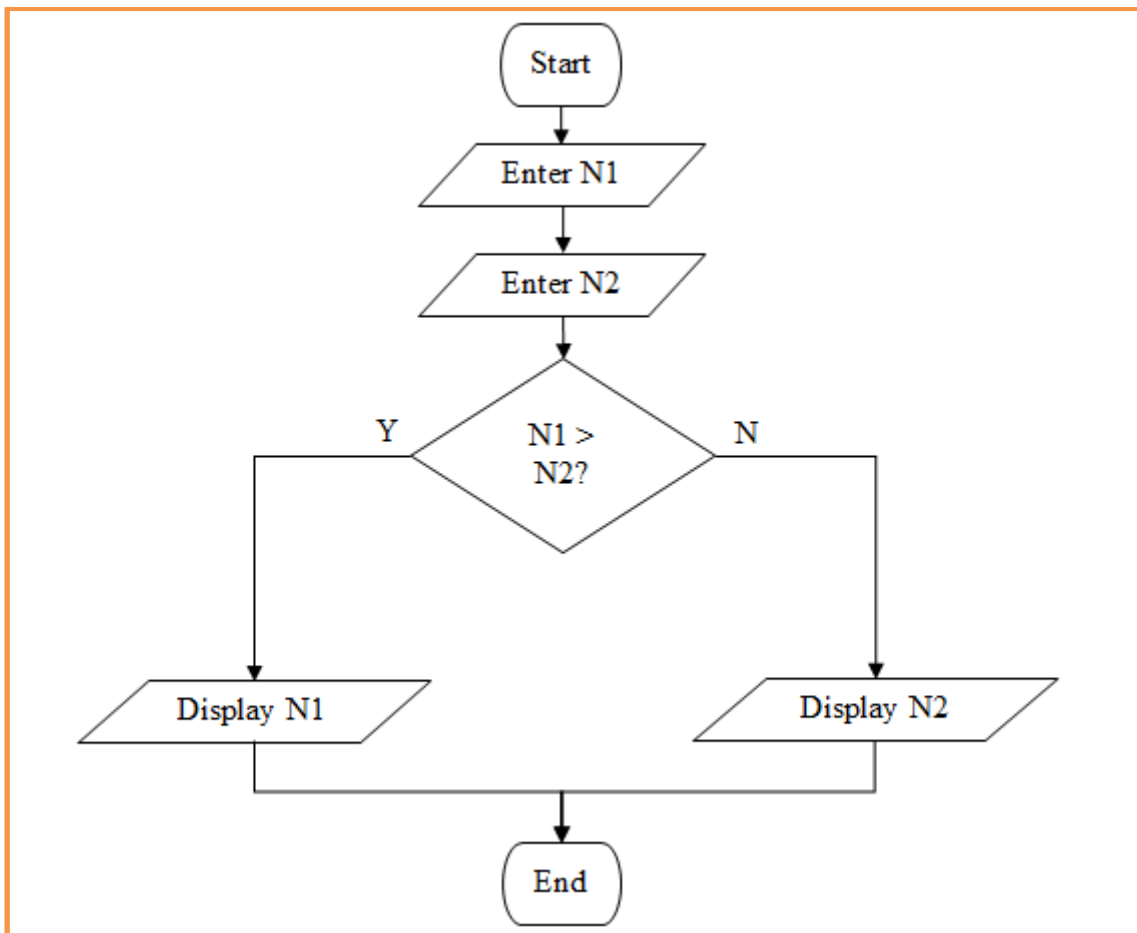 Start
Enter N1
Enter N2
Y
N1 >
N2?
N
Display N1
Display N2
End